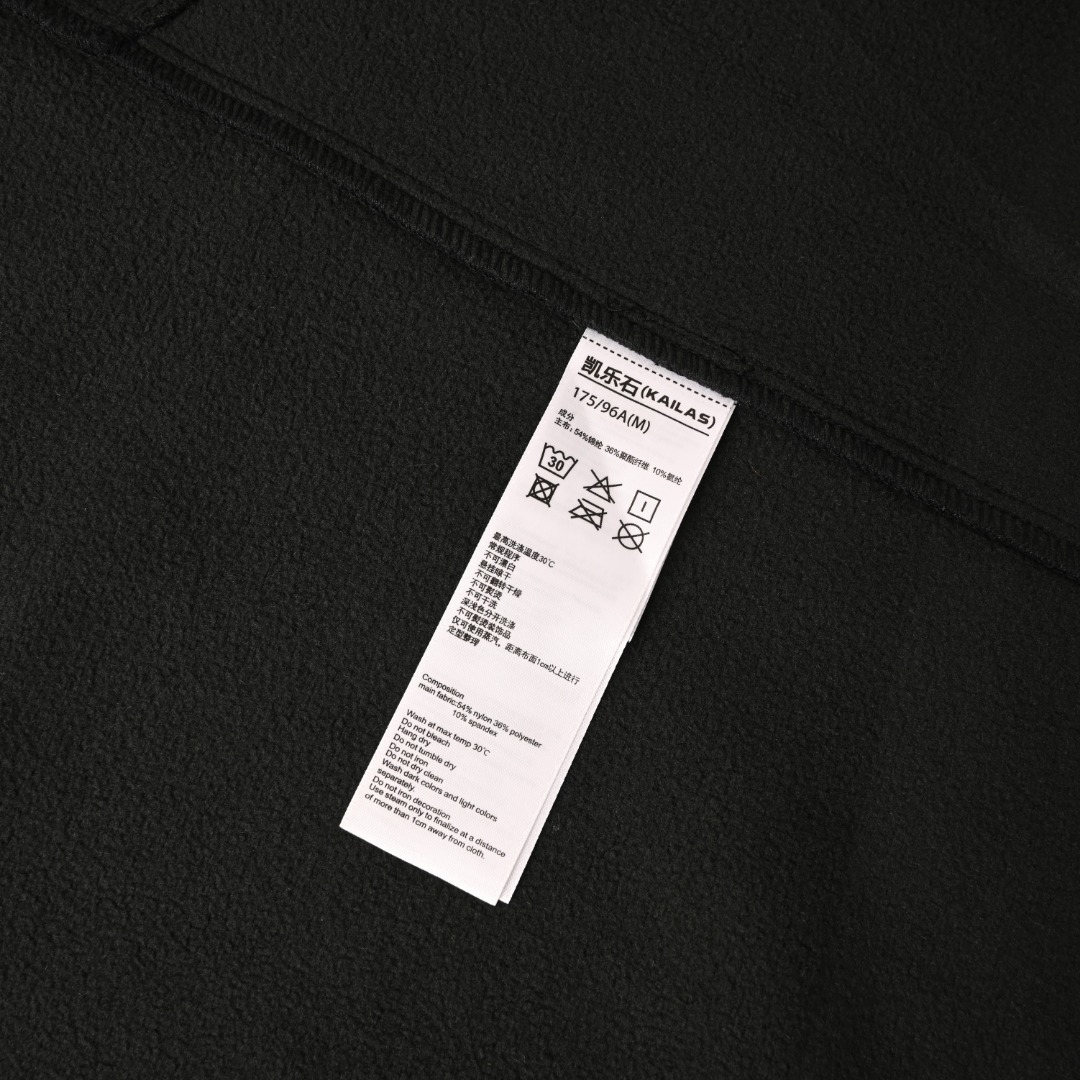 凯乐石(KAILAS)
175/96A(M)
成分
主布：54%锦纶 36%聚酯纤维 10%氨纶
30
最高洗涤温度30℃
常规程序
不可漂白
悬挂晾干
不可翻转干燥
不可熨烫
不可干洗
深浅色分开洗涤
不可熨烫装饰品
仅可使用蒸汽，距离布面1cm以上进行
定型整理
Composition
main fabric:54% nylon 36% polyester
10% spandex
Wash at max temp 30℃
Do not bleach
Hang dry
Do not tumble dry
Do not iron
Do not dry clean
Wash dark colors and light colors
separately.
Do not iron decoration
Use steam only to finalize at a distance
of more than 1cm away from cloth.